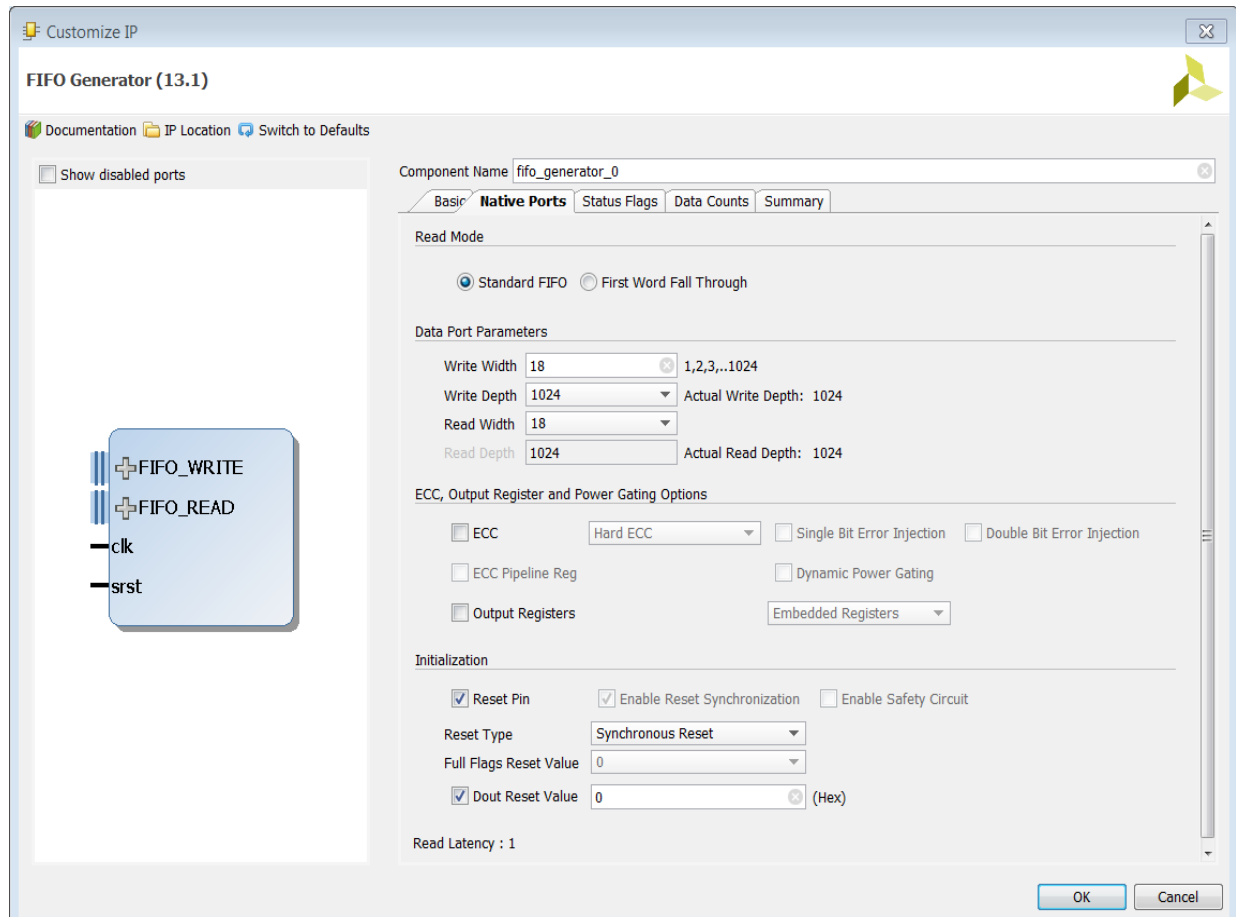 Customize IP
FIFO Generator (13.1)
Documentation IP Location Switch to Defaults
Show disabled ports
FIFO_WRITE
FIFO_READ
clk
srst
Component Name fifo_generator_0
Basic Native Ports Status Flags Data Counts Summary
Read Mode
Standard FIFO First Word Fall Through
Data Port Parameters
Write Width 18 1,2,3,..1024
Write Depth 1024 Actual Write Depth: 1024
Read Width 18
Read Depth 1024 Actual Read Depth: 1024
ECC, Output Register and Power Gating Options
ECC Hard ECC Single Bit Error Injection Double Bit Error Injection
ECC Pipeline Reg Dynamic Power Gating
Output Registers Embedded Registers
Initialization
Reset Pin Enable Reset Synchronization Enable Safety Circuit
Reset Type Synchronous Reset
Full Flags Reset Value 0
Dout Reset Value 0 (Hex)
Read Latency : 1
OK Cancel